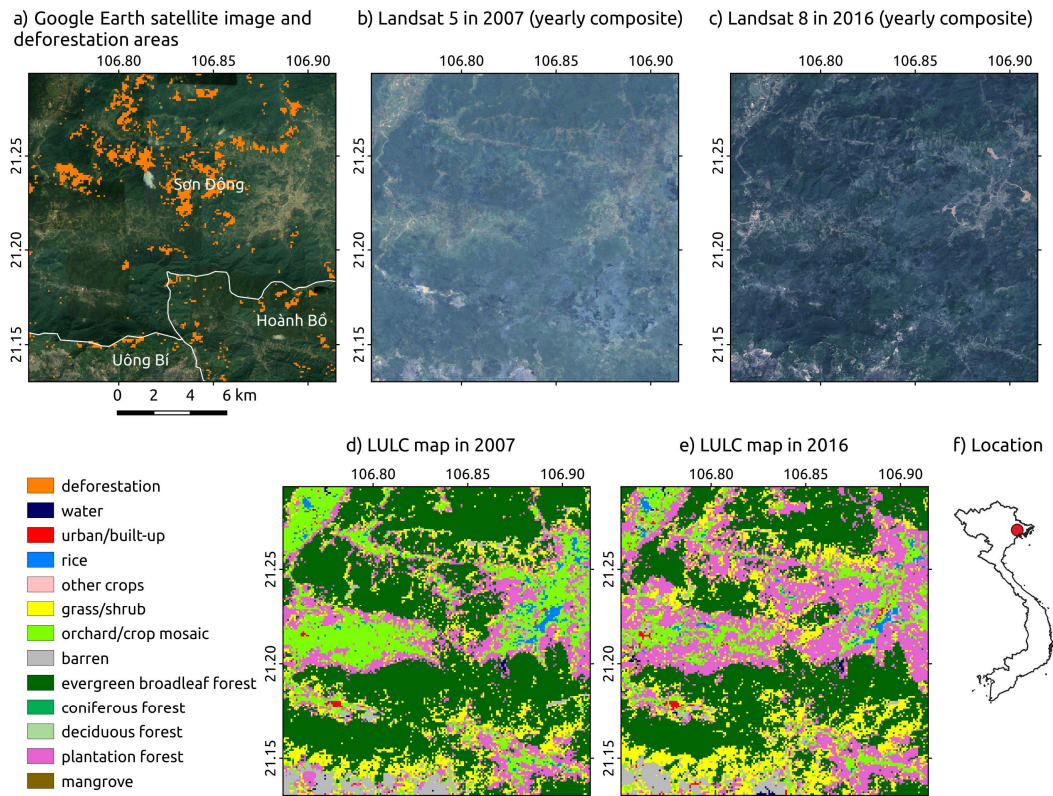 a) Google Earth satellite image and
deforestation areas
b) Landsat 5 in 2007 (yearly composite)
c) Landsat 8 in 2016 (yearly composite)
106.80 106.85 106.90
106.80 106.85 106.90
106.80 106.85 106.90
21.25
21.20
21.15
21.25
21.20
21.15
21.25
21.20
21.15
Sơn Động
Hoành Bồ
Uông Bí
0 2 4 6 km
d) LULC map in 2007
e) LULC map in 2016
f) Location
106.80 106.85 106.90
106.80 106.85 106.90
21.25
21.20
21.15
21.25
21.20
21.15
deforestation
water
urban/built-up
rice
other crops
grass/shrub
orchard/crop mosaic
barren
evergreen broadleaf forest
coniferous forest
deciduous forest
plantation forest
mangrove